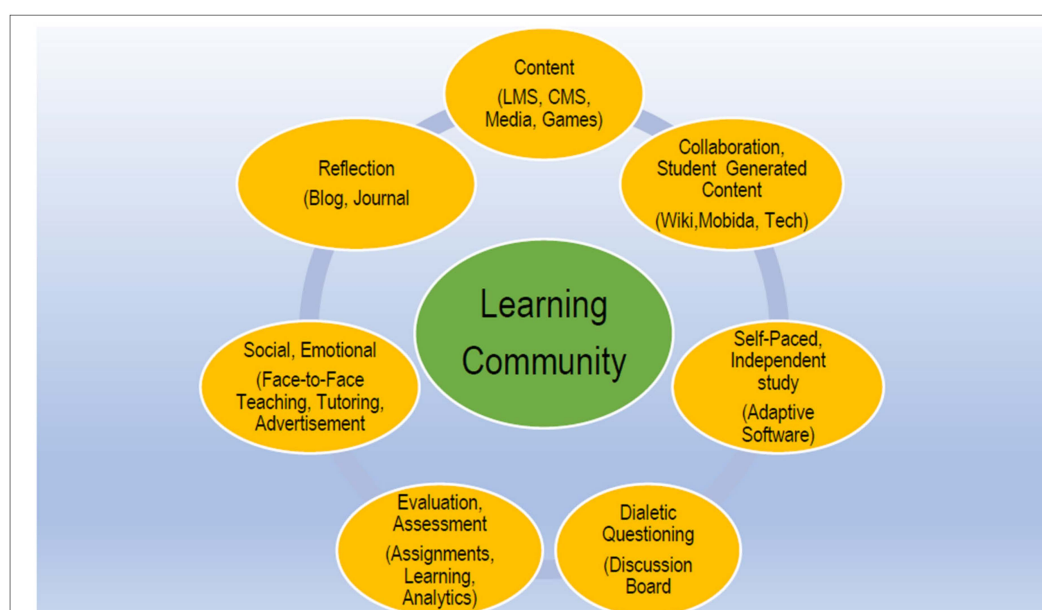 Content
(LMS, CMS,
Media, Games)
Collaboration,
Student Generated
Content
(Wiki,Mobida, Tech)
Self-Paced,
Independent
study
(Adaptive
Software)
Dialetic
Questioning
(Discussion
Board
Evaluation,
Assessment
(Assignments,
Learning,
Analytics)
Social, Emotional
(Face-to-Face
Teaching, Tutoring,
Advertisement
Reflection
(Blog, Journal
Learning
Community